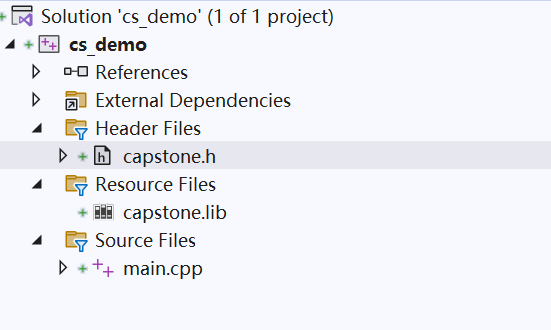 Solution 'cs_demo' (1 of 1 project)
cs_demo
References
External Dependencies
Header Files
capstone.h
Resource Files
capstone.lib
Source Files
main.cpp